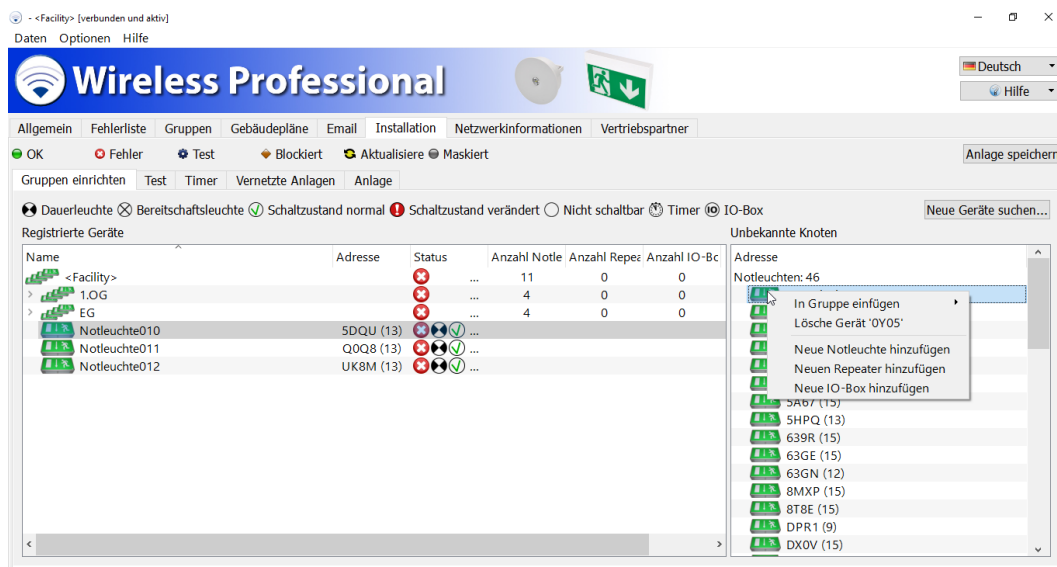 - <Facility> [verbunden und aktiv]
Daten Optionen Hilfe
Wireless Professional
Deutsch
Hilfe
Allgemein Fehlerliste Gruppen Gebäudepläne Email Installation Netzwerkinformationen Vertriebspartner
OK Fehler Test Blockiert Aktualisiere Maskiert Anlage speichern
Gruppen einrichten Test Timer Vernetzte Anlagen Anlage
Dauerleuchte Bereitschaftsleuchte Schaltzustand normal Schaltzustand verändert Nicht schaltbar Timer IO IO-Box Neue Geräte suchen...
Registrierte Geräte Unbekannte Knoten
Name Adresse Status Anzahl Notle Anzahl Repea Anzahl IO-Bc Adresse
<Facility> ... 11 0 0 Notleuchten: 46
1.OG ... 4 0 0
EG ... 4 0 0
Notleuchte010 5DQU (13) ...
Notleuchte011 Q0Q8 (13) ...
Notleuchte012 UK8M (13) ...
In Gruppe einfügen
Lösche Gerät '0Y05'
Neue Notleuchte hinzufügen
Neuen Repeater hinzufügen
Neue IO-Box hinzufügen
5A67 (15)
5HPQ (13)
639R (15)
63GE (15)
63GN (12)
8MXP (15)
8T8E (15)
DPR1 (9)
DX0V (15)